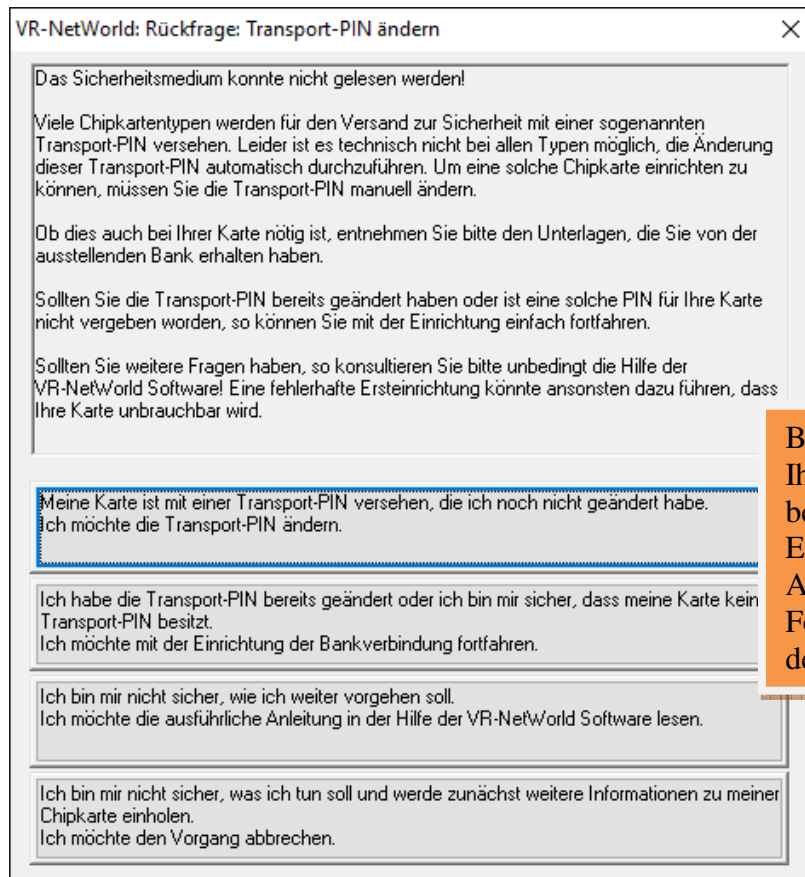 VR-NetWorld: Rückfrage: Transport-PIN ändern
Das Sicherheitsmedium konnte nicht gelesen werden!
Viele Chipkartentypen werden für den Versand zur Sicherheit mit einer sogenannten
Transport-PIN versehen. Leider ist es technisch nicht bei allen Typen möglich, die Änderung
dieser Transport-PIN automatisch durchzuführen. Um eine solche Chipkarte einrichten zu
können, müssen Sie die Transport-PIN manuell ändern.
Ob dies auch bei Ihrer Karte nötig ist, entnehmen Sie bitte den Unterlagen, die Sie von der
ausstellenden Bank erhalten haben.
Sollten Sie die Transport-PIN bereits geändert haben oder ist eine solche PIN für Ihre Karte
nicht vergeben worden, so können Sie mit der Einrichtung einfach fortfahren.
Sollten Sie weitere Fragen haben, so konsultieren Sie bitte unbedingt die Hilfe der
VR-NetWorld Software! Eine fehlerhafte Ersteinrichtung könnte ansonsten dazu führen, dass
Ihre Karte unbrauchbar wird.
Meine Karte ist mit einer Transport-PIN versehen, die ich noch nicht geändert habe.
Ich möchte die Transport-PIN ändern.
Ich habe die Transport-PIN bereits geändert oder ich bin mir sicher, dass meine Karte kein
Transport-PIN besitzt.
Ich möchte mit der Einrichtung der Bankverbindung fortfahren.
Ich bin mir nicht sicher, wie ich weiter vorgehen soll.
Ich möchte die ausführliche Anleitung in der Hilfe der VR-NetWorld Software lesen.
Ich bin mir nicht sicher, was ich tun soll und werde zunächst weitere Informationen zu meiner
Chipkarte einholen.
Ich möchte den Vorgang abbrechen.